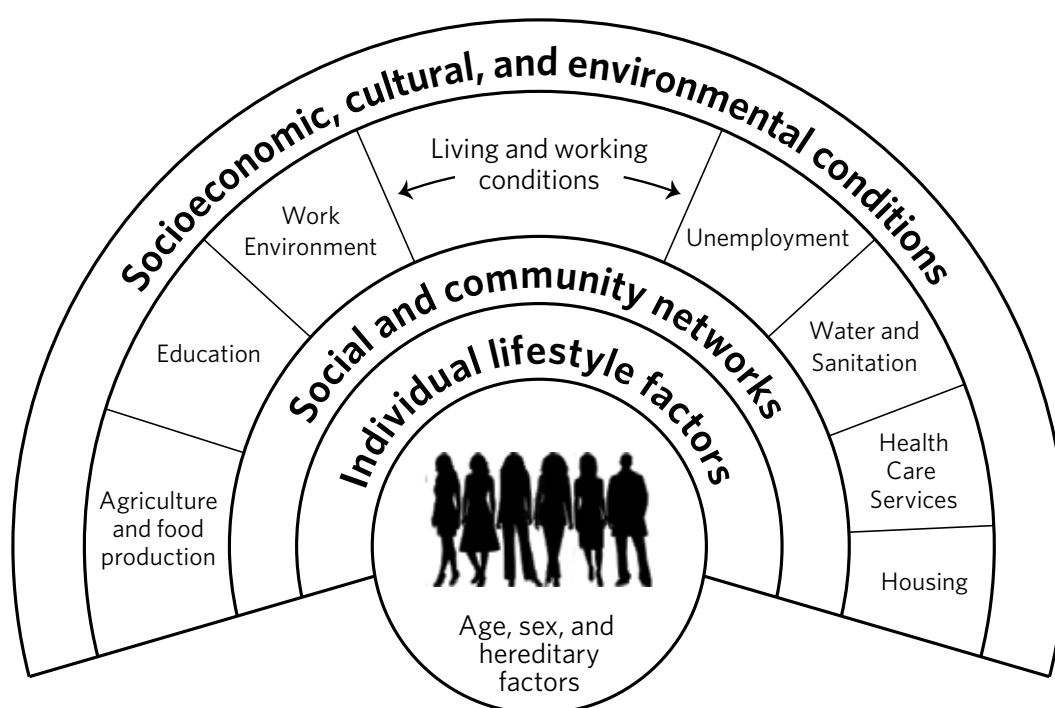 Socioeconomic, cultural, and environmental conditions
Living and working
conditions
Work
Environment
Unemployment
Education
Water and
Sanitation
Agriculture
and food
production
Health
Care
Services
Housing
Social and community networks
Individual lifestyle factors
Age, sex, and
hereditary
factors